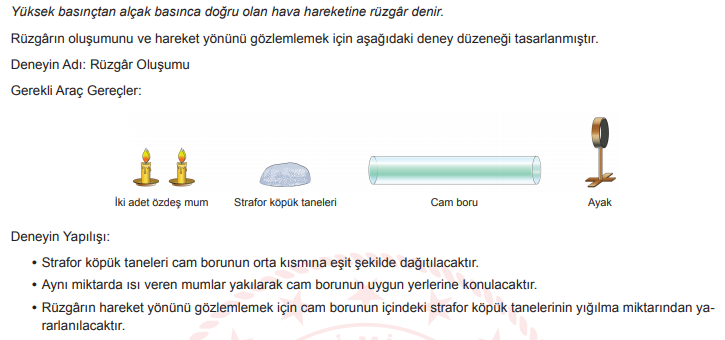 Yüksek basınçtan alçak basınca doğru olan hava hareketine rüzgâr denir.
Rüzgârın oluşumunu ve hareket yönünü gözlemlemek için aşağıdaki deney düzeneği tasarlanmıştır.
Deneyin Adı: Rüzgâr Oluşumu
Gerekli Araç Gereçler:
İki adet özdeş mum Strafor köpük taneleri Cam boru Ayak
Deneyin Yapılışı:
• Strafor köpük taneleri cam borunun orta kısmına eşit şekilde dağıtılacaktır.
• Aynı miktarda ısı veren mumlar yakılarak cam borunun uygun yerlerine konulacaktır.
• Rüzgârın hareket yönünü gözlemlemek için cam borunun içindeki strafor köpük tanelerinin yığılma miktarından ya-
rarlanılacaktır.